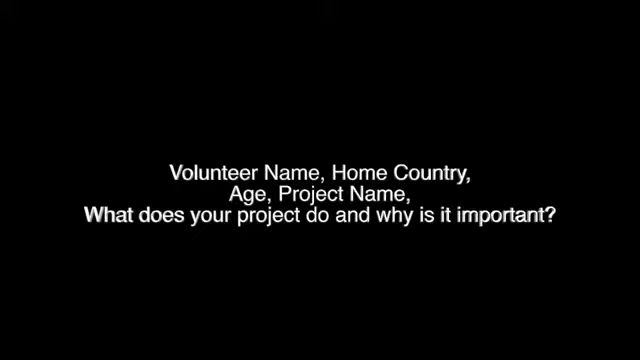 Volunteer Name, Home Country,
Age, Project Name,
What does your project do and why is it important?